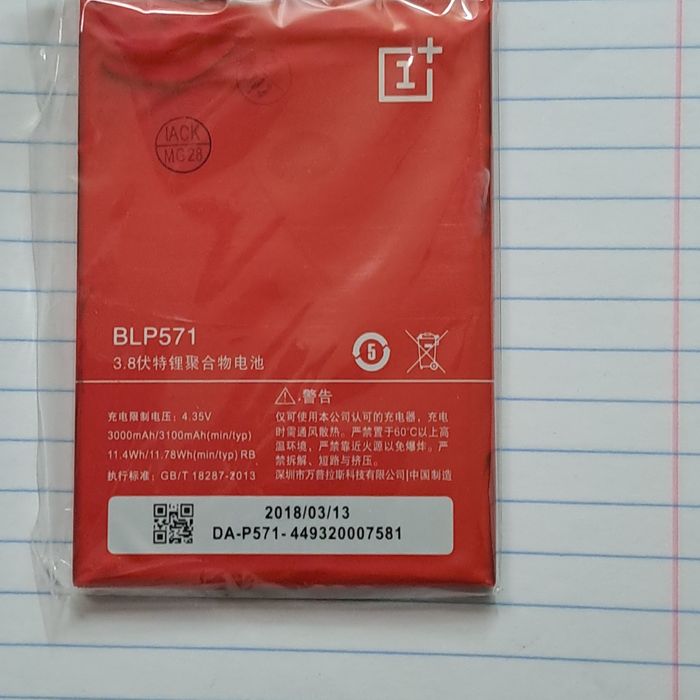 1+
JACK
MC 28
BLP571
3.8伏特锂聚合物电池
5
警告
充电限制电压：4.35V
3000mAh/3100mAh(min/typ)
11.4Wh/11.78Wh(min/typ) RB
执行标准：GB/T 18287-2013
仅可使用本公司认可的充电器，充电
时需通风散热。严禁置于60℃以上高
温环境，严禁靠近火源以免爆炸。严
禁拆解、短路与挤压。
深圳市万普拉斯科技有限公司|中国制造
2018/03/13
DA-P571-449320007581